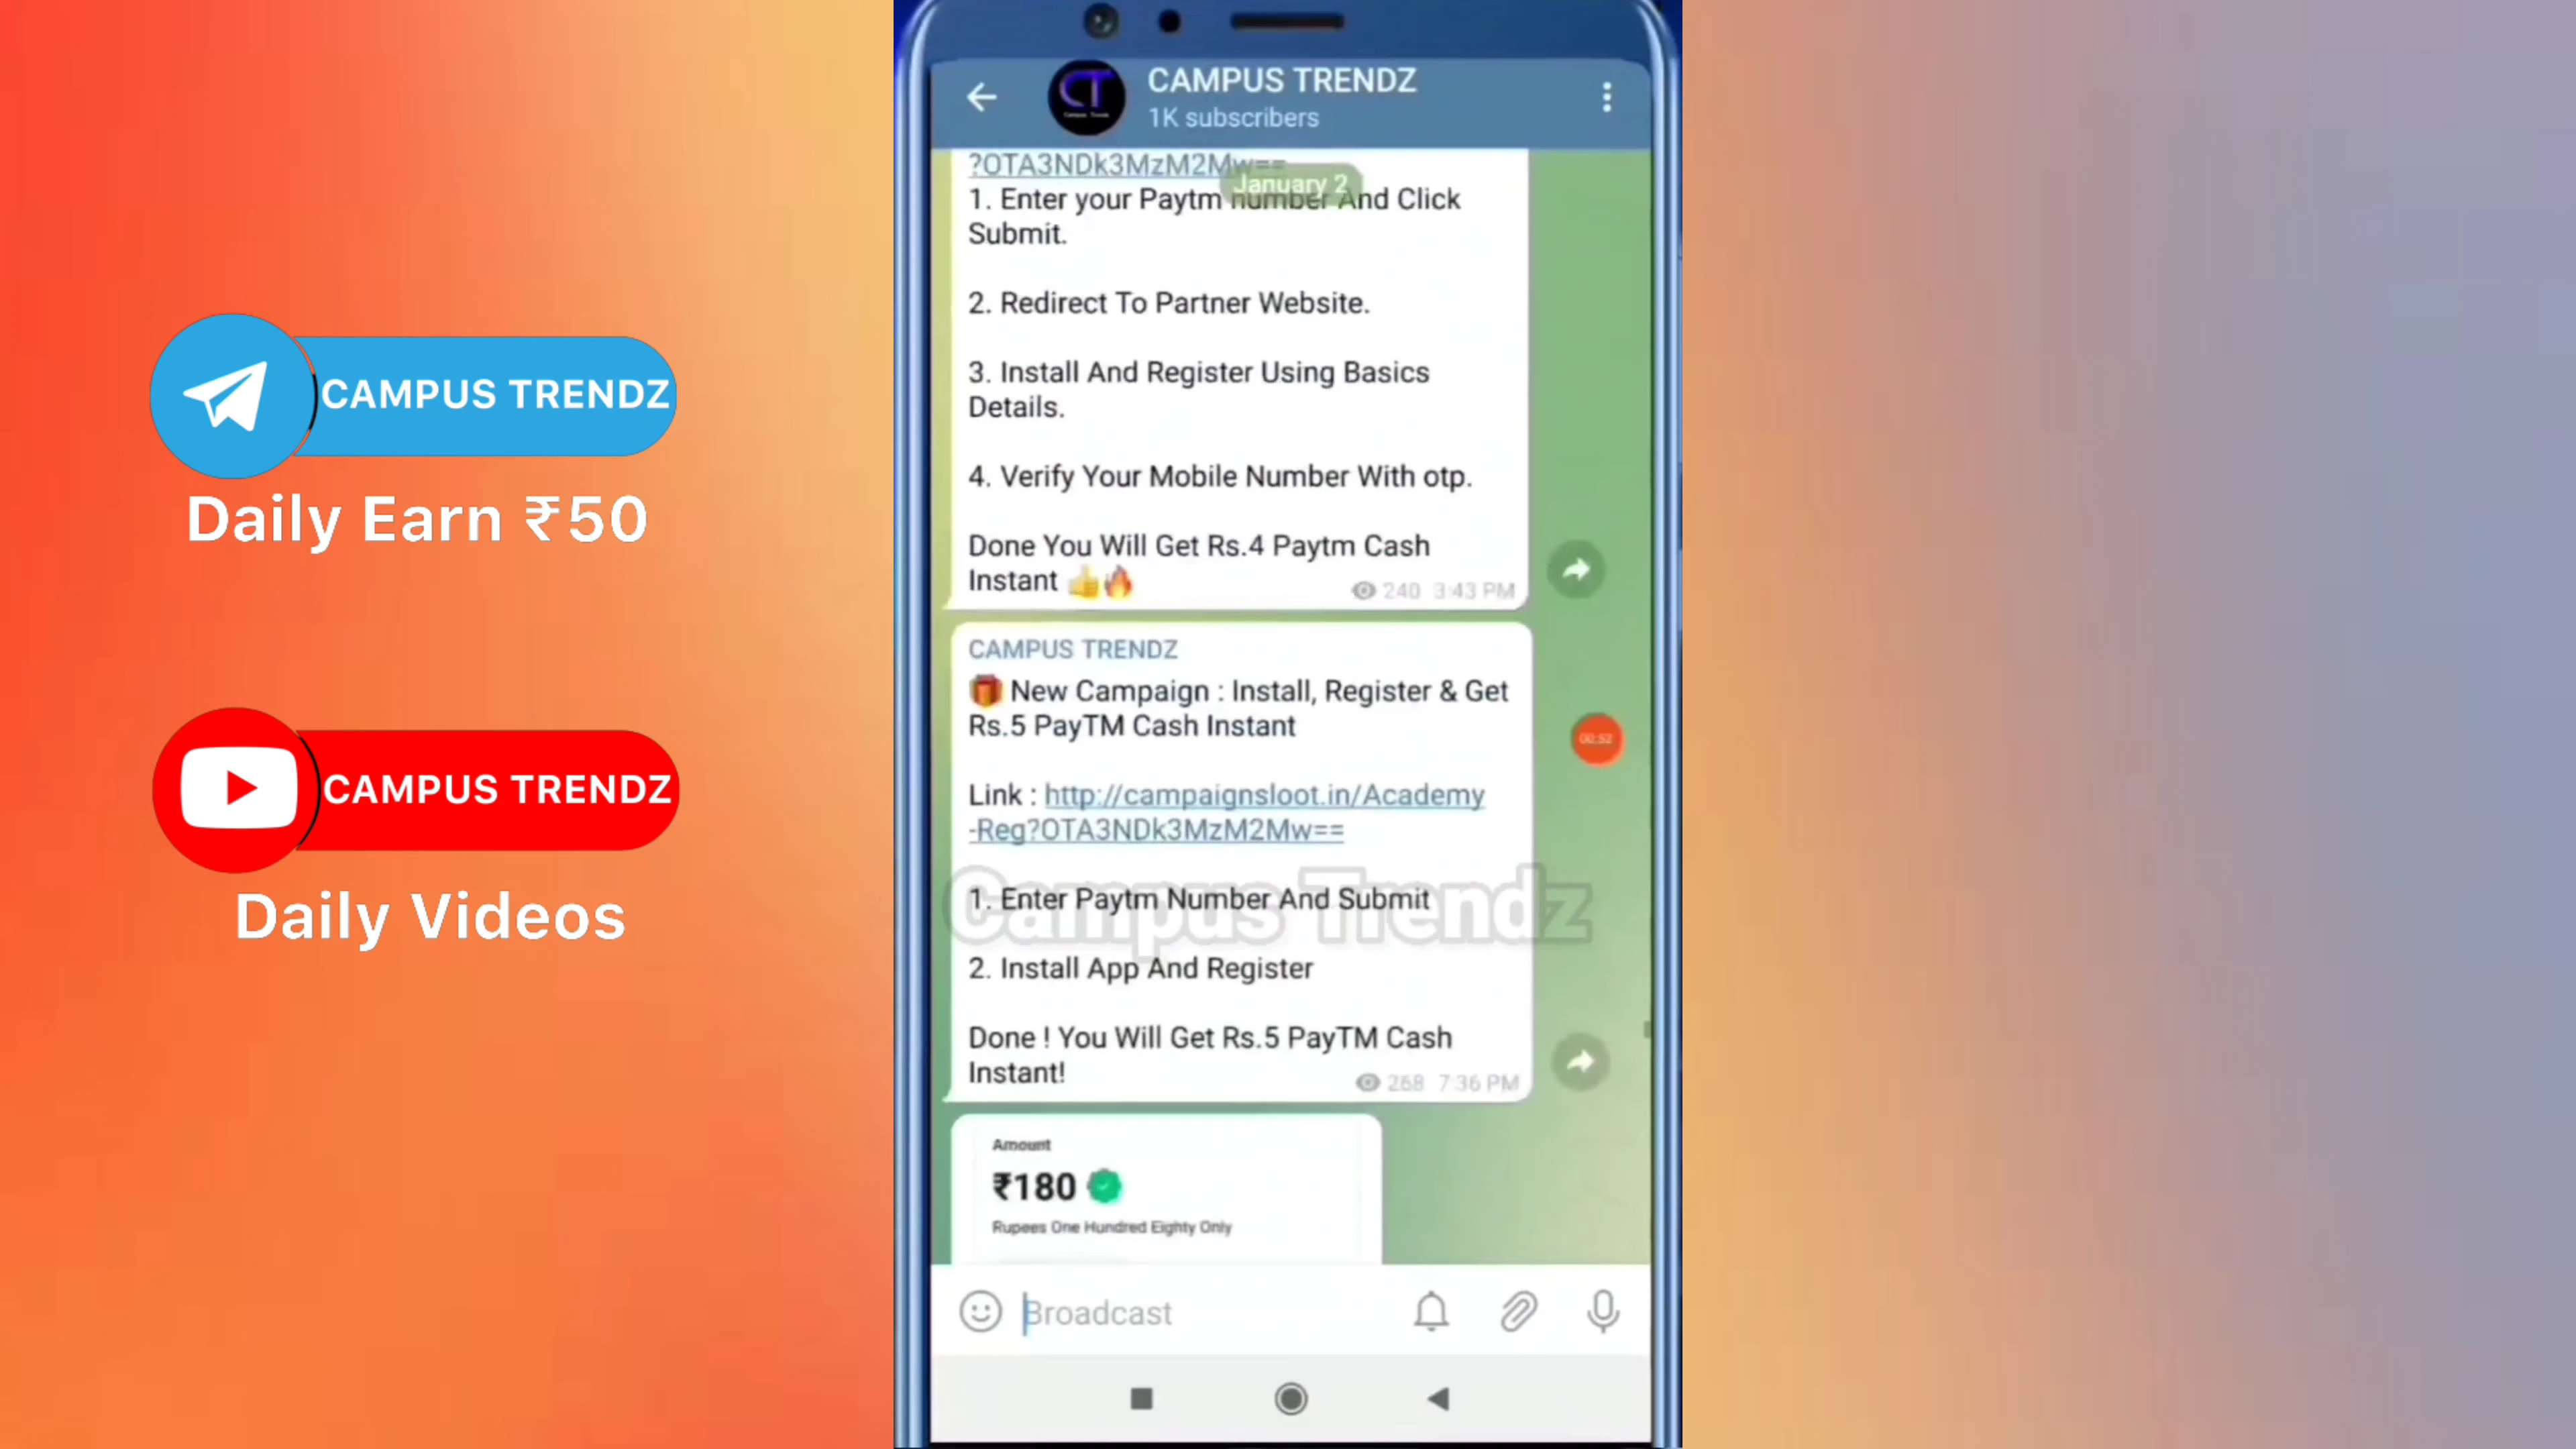 CAMPUS TRENDZ
Daily Earn ₹50
CAMPUS TRENDZ
Daily Videos
CT
CAMPUS TRENDZ
1K subscribers
?OTA3NDk3MzM2Mw==
January 2
1. Enter your Paytm number And Click
Submit.
2. Redirect To Partner Website.
3. Install And Register Using Basics
Details.
4. Verify Your Mobile Number With otp.
Done You Will Get Rs.4 Paytm Cash
Instant 👍🔥
240 3:43 PM
CAMPUS TRENDZ
🎁 New Campaign : Install, Register & Get
Rs.5 PayTM Cash Instant
00:52
Link : http://campaignsloot.in/Academy
-Reg?OTA3NDk3MzM2Mw==
1. Enter Paytm Number And Submit
Campus Trendz
2. Install App And Register
Done ! You Will Get Rs.5 PayTM Cash
Instant!
268 7:36 PM
Amount
₹180
Rupees One Hundred Eighty Only
Broadcast